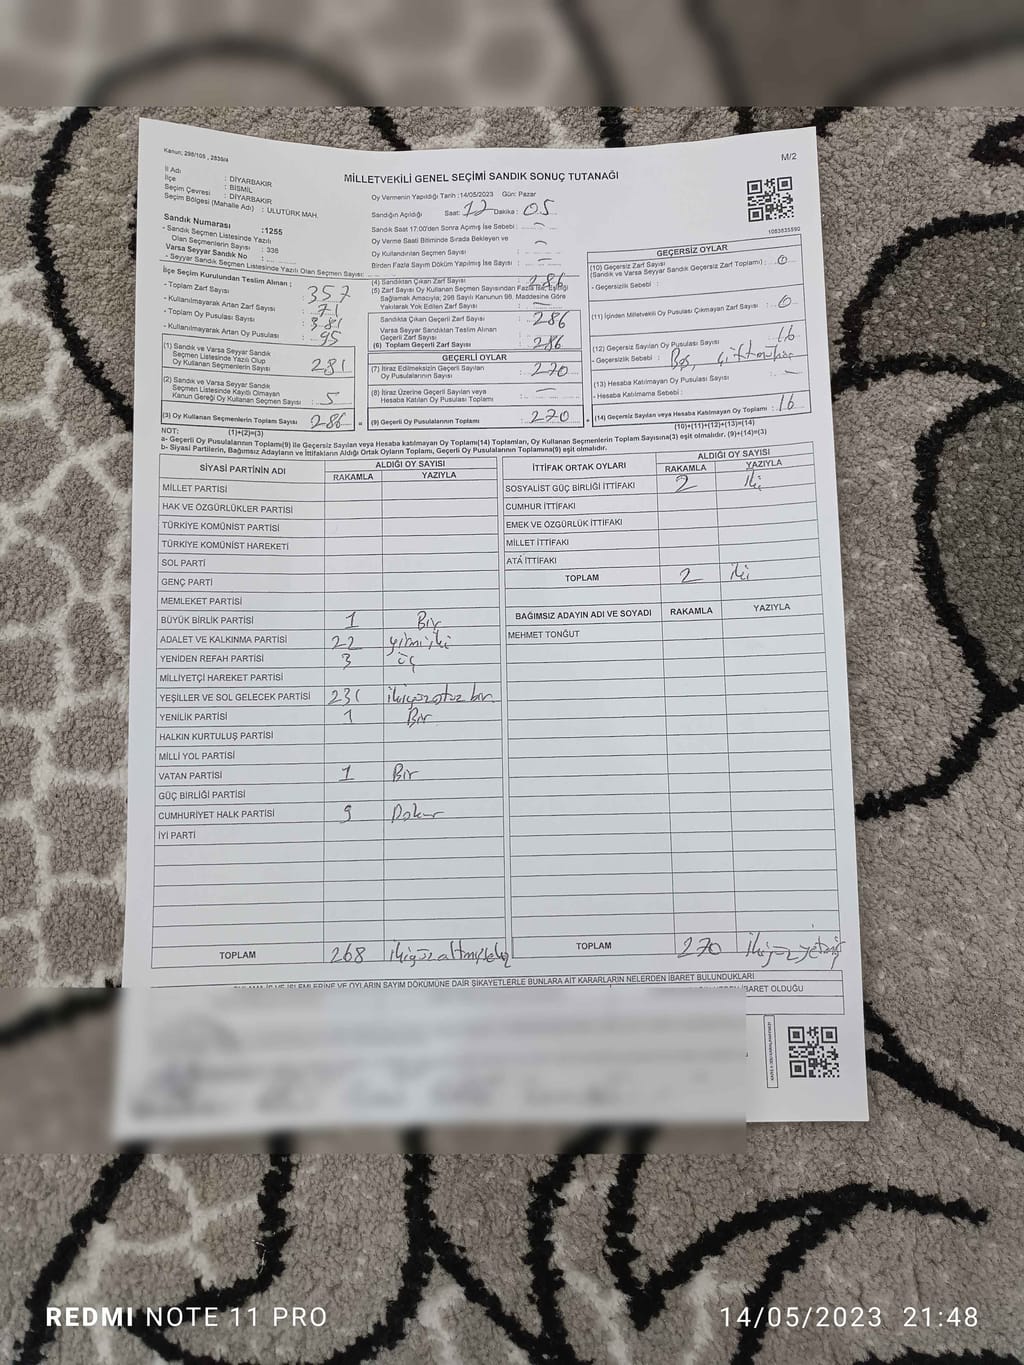 Kanun; 298/105 , 2839/4
M/2
MİLLETVEKİLİ GENEL SEÇİMİ SANDIK SONUÇ TUTANAĞI
İl Adı : DİYARBAKIR
İlçe : BİSMİL
Seçim Çevresi : DİYARBAKIR
Seçim Bölgesi (Mahalle Adı) : ULUTÜRK MAH.
Oy Vermenin Yapıldığı Tarih :14/05/2023 Gün: Pazar
Sandığın Açıldığı Saat: 17 Dakika : 05
Sandık Saat 17:00'den Sonra Açılmış İse Sebebi : —
Oy Verme Saati Bitiminde Sırada Bekleyen ve
Oy Kullandırılan Seçmen Sayısı : —
Birden Fazla Sayım Döküm Yapılmış İse Sayısı : —
1083835590
Sandık Numarası :1255
- Sandık Seçmen Listesinde Yazılı
Olan Seçmenlerin Sayısı : 336
Varsa Seyyar Sandık No :
- Seyyar Sandık Seçmen Listesinde Yazılı Olan Seçmen Sayısı:
İlçe Seçim Kurulundan Teslim Alınan ;
- Toplam Zarf Sayısı : 357
- Kullanılmayarak Artan Zarf Sayısı : 71
- Toplam Oy Pusulası Sayısı : 381
- Kullanılmayarak Artan Oy Pusulası : 95
(1) Sandık ve Varsa Seyyar Sandık
Seçmen Listesinde Yazılı Olup
Oy Kullanan Seçmenlerin Sayısı : 281
(2) Sandık ve Varsa Seyyar Sandık
Seçmen Listesinde Kayıtlı Olmayan
Kanun Gereği Oy Kullanan Seçmen Sayısı : 5
(3) Oy Kullanan Seçmenlerin Toplam Sayısı : 286
(1)+(2)=(3)
(4) Sandıktan Çıkan Zarf Sayısı : 286
(5) Zarf Sayısı Oy Kullanan Seçmen Sayısından Fazla İse, Eşitliği
Sağlamak Amacıyla; 298 Sayılı Kanunun 98. Maddesine Göre
Yakılarak Yok Edilen Zarf Sayısı : —
Sandıkta Çıkan Geçerli Zarf Sayısı : 286
Varsa Seyyar Sandıktan Teslim Alınan
Geçerli Zarf Sayısı :
(6) Toplam Geçerli Zarf Sayısı : 286
GEÇERLİ OYLAR
(7) İtiraz Edilmeksizin Geçerli Sayılan
Oy Pusulalarının Sayısı : 270
(8) İtiraz Üzerine Geçerli Sayılan veya
Hesaba Katılan Oy Pusulası Toplamı : —
(9) Geçerli Oy Pusulalarının Toplamı : 270
GEÇERSİZ OYLAR
(10) Geçersiz Zarf Sayısı
(Sandık ve Varsa Seyyar Sandık Geçersiz Zarf Toplamı) : 0
- Geçersizlik Sebebi :
(11) İçinden Milletvekili Oy Pusulası Çıkmayan Zarf Sayısı : 0
(12) Geçersiz Sayılan Oy Pusulası Sayısı : 16
- Geçersizlik Sebebi : Boş,
(13) Hesaba Katılmayan Oy Pusulası Sayısı : —
- Hesaba Katılmama Sebebi :
(14) Geçersiz Sayılan veya Hesaba Katılmayan Oy Toplamı : 16
(10)+(11)+(12)+(13)=(14)
NOT:
a- Geçerli Oy Pusulalarının Toplamı(9) ile Geçersiz Sayılan veya Hesaba katılmayan Oy Toplamı(14) Toplamları, Oy Kullanan Seçmenlerin Toplam Sayısına(3) eşit olmalıdır. (9)+(14)=(3)
b- Siyasi Partilerin, Bağımsız Adayların ve İttifakların Aldığı Ortak Oyların Toplamı, Geçerli Oy Pusulalarının Toplamına(9) eşit olmalıdır.
SİYASİ PARTİNİN ADI ALDIĞI OY SAYISI
RAKAMLA YAZIYLA
MİLLET PARTİSİ
HAK VE ÖZGÜRLÜKLER PARTİSİ
TÜRKİYE KOMÜNİST PARTİSİ
TÜRKİYE KOMÜNİST HAREKETİ
SOL PARTİ
GENÇ PARTİ
MEMLEKET PARTİSİ
BÜYÜK BİRLİK PARTİSİ 1 Bir
ADALET VE KALKINMA PARTİSİ 22 yirmiiki
YENİDEN REFAH PARTİSİ 3 üç
MİLLİYETÇİ HAREKET PARTİSİ
YEŞİLLER VE SOL GELECEK PARTİSİ 231 ikiyüzotuz bir
YENİLİK PARTİSİ 1 Bir
HALKIN KURTULUŞ PARTİSİ
MİLLİ YOL PARTİSİ
VATAN PARTİSİ 1 Bir
GÜÇ BİRLİĞİ PARTİSİ
CUMHURİYET HALK PARTİSİ 9 Dokuz
İYİ PARTİ
TOPLAM 268 ikiyüzaltmışsekiz
İTTİFAK ORTAK OYLARI ALDIĞI OY SAYISI
RAKAMLA YAZIYLA
SOSYALİST GÜÇ BİRLİĞİ İTTİFAKI 2 iki
CUMHUR İTTİFAKI
EMEK VE ÖZGÜRLÜK İTTİFAKI
MİLLET İTTİFAKI
ATA İTTİFAKI
TOPLAM 2 iki
BAĞIMSIZ ADAYIN ADI VE SOYADI RAKAMLA YAZIYLA
MEHMET TONĞUT
TOPLAM 270 ikiyüzyetmiş
İŞLEMLERİNE VE OYLARIN SAYIM DÖKÜMÜNE DAİR ŞİKAYETLERLE BUNLARA AİT KARARLARIN NELERDEN İBARET BULUNDUKLARI
İBARET OLDUĞU
REDMI NOTE 11 PRO
14/05/2023 21:48